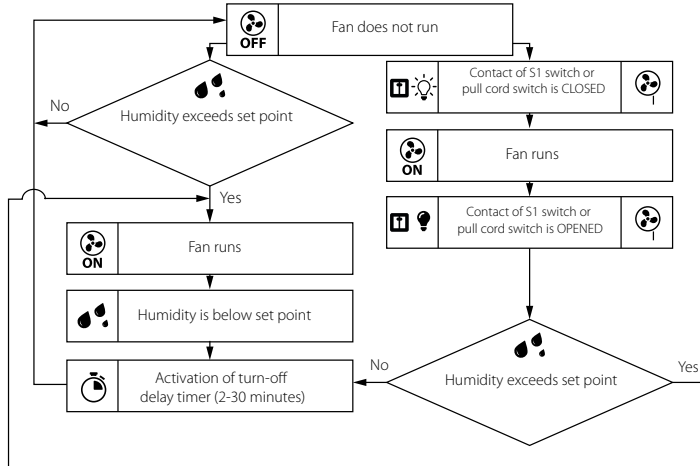 OFF
Fan does not run
No
Humidity exceeds set point
Yes
ON
Fan runs
Humidity is below set point
Activation of turn-off
delay timer (2-30 minutes)
Contact of S1 switch or
pull cord switch is CLOSED
ON
Fan runs
Contact of S1 switch or
pull cord switch is OPENED
No
Humidity exceeds set point
Yes